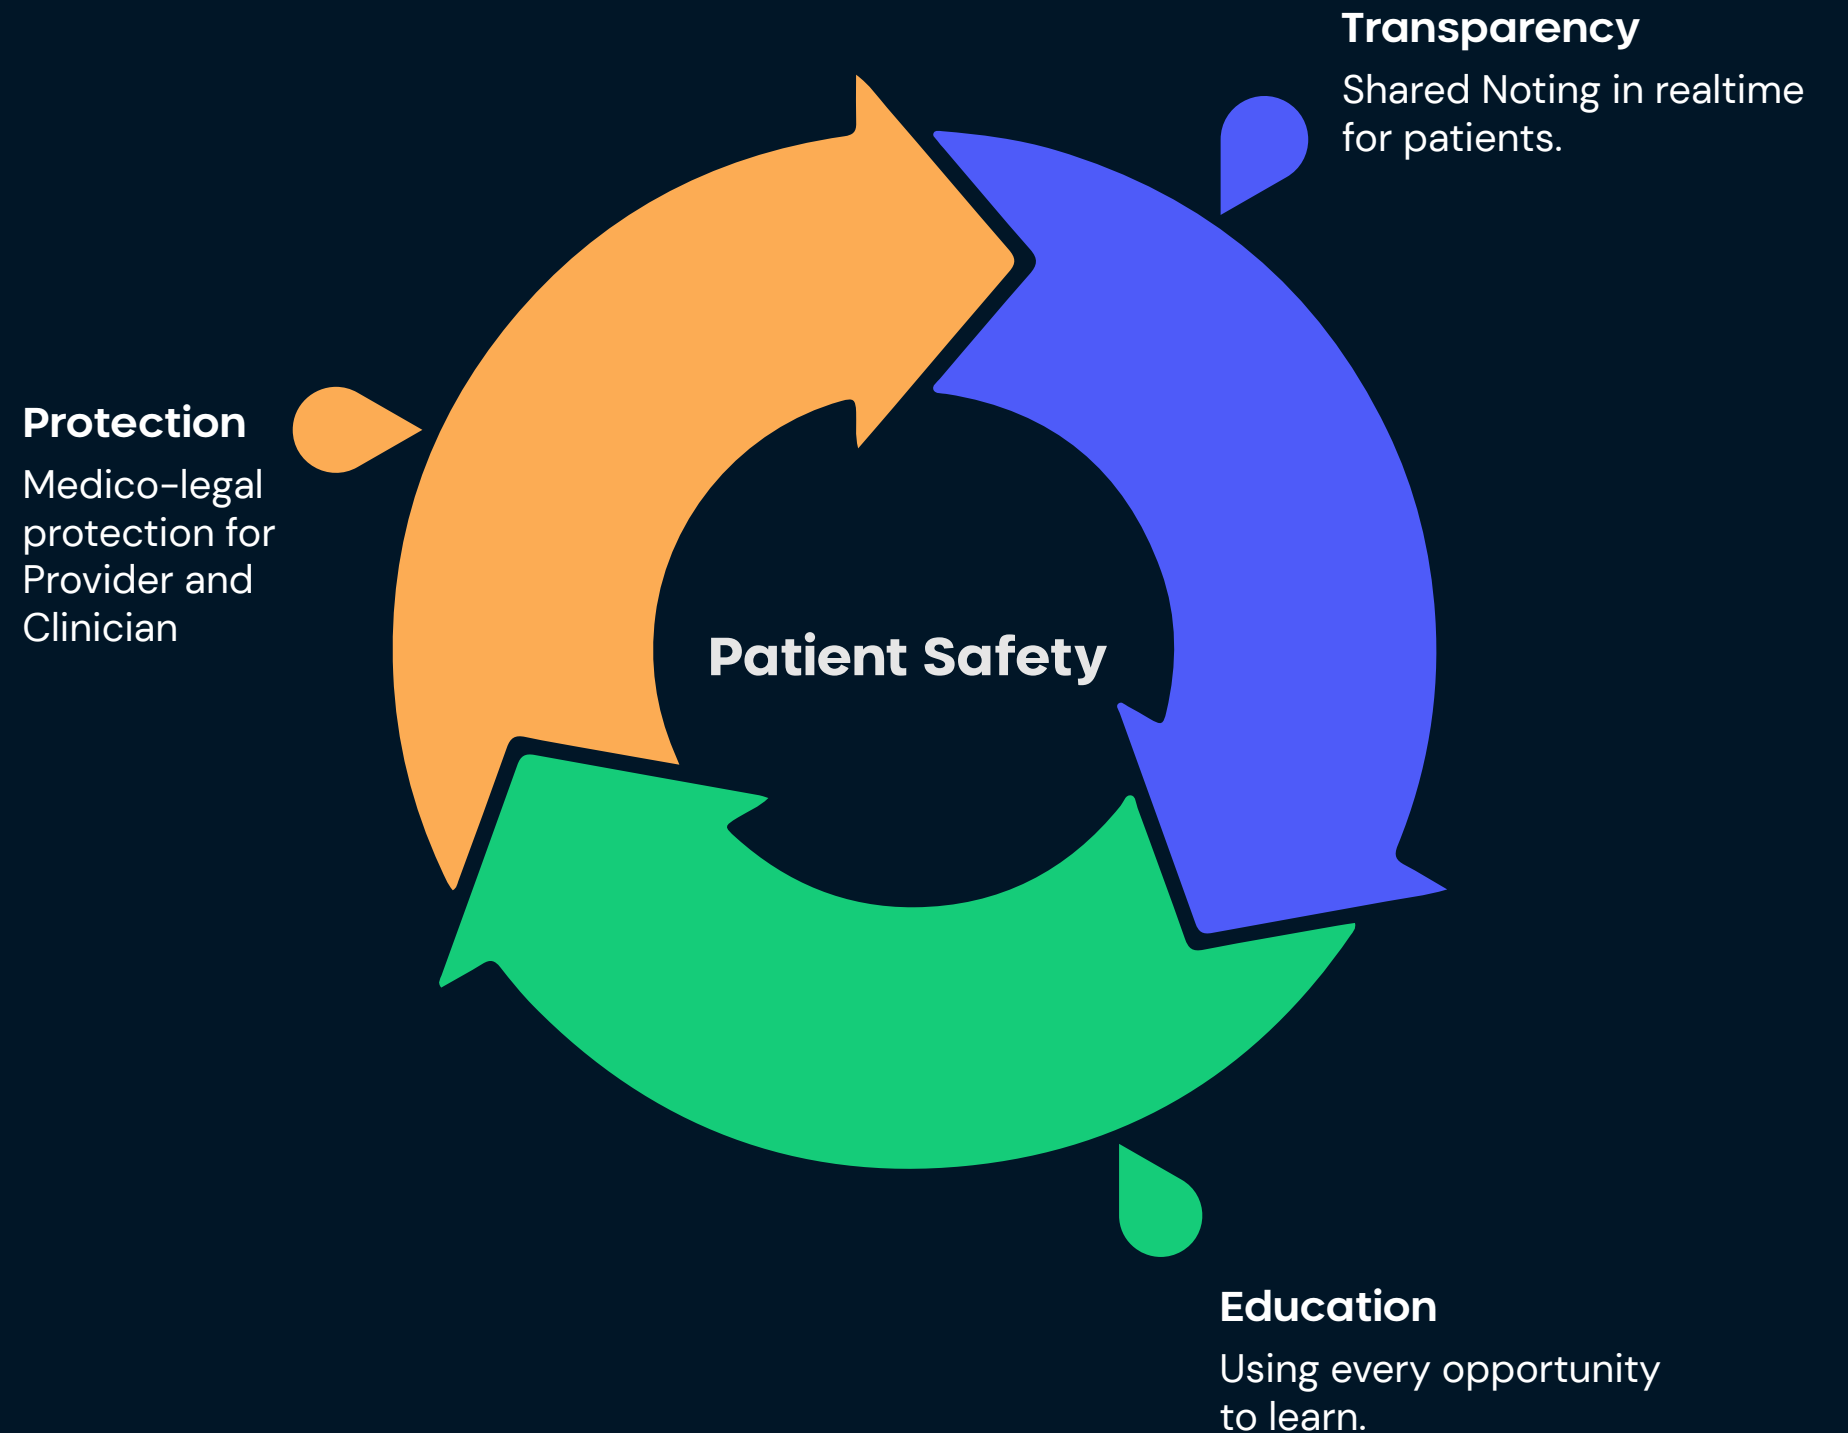 Transparency
Shared Noting in realtime
for patients.
Protection
Medico-legal
protection for
Provider and
Clinician
Patient Safety
Education
Using every opportunity
to learn.